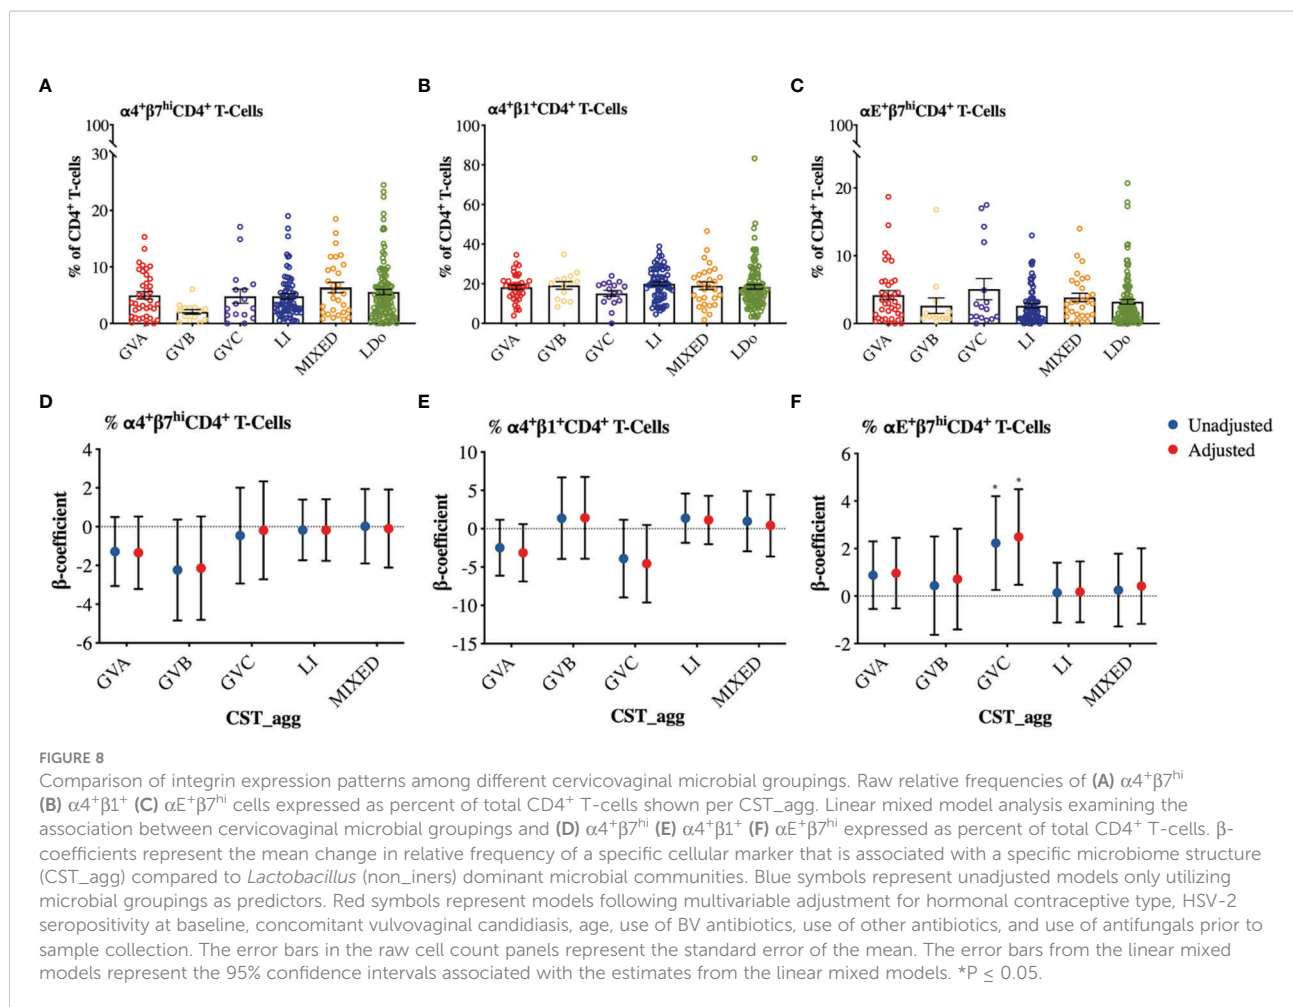 A
B
C
α4⁺β7ʰⁱCD4⁺ T-Cells
α4⁺β1⁺CD4⁺ T-Cells
αE⁺β7ʰⁱCD4⁺ T-Cells
% of CD4⁺ T-cells
100
30
20
10
0
GVA
GVB
GVC
LI
MIXED
LDo
% of CD4⁺ T-cells
100
80
60
40
20
0
GVA
GVB
GVC
LI
MIXED
LDo
% of CD4⁺ T-cells
100
20
10
0
GVA
GVB
GVC
LI
MIXED
LDo
D
E
F
% α4⁺β7ʰⁱCD4⁺ T-Cells
β-coefficient
4
2
0
-2
-4
-6
GVA
GVB
GVC
LI
MIXED
CST_agg
% α4⁺β1⁺CD4⁺ T-Cells
β-coefficient
10
5
0
-5
-10
-15
GVA
GVB
GVC
LI
MIXED
CST_agg
% αE⁺β7ʰⁱCD4⁺ T-Cells
β-coefficient
6
4
2
0
-2
* *
GVA
GVB
GVC
LI
MIXED
CST_agg
Unadjusted
Adjusted
FIGURE 8
Comparison of integrin expression patterns among different cervicovaginal microbial groupings. Raw relative frequencies of (A) α4⁺β7ʰⁱ
(B) α4⁺β1⁺ (C) αE⁺β7ʰⁱ cells expressed as percent of total CD4⁺ T-cells shown per CST_agg. Linear mixed model analysis examining the
association between cervicovaginal microbial groupings and (D) α4⁺β7ʰⁱ (E) α4⁺β1⁺ (F) αE⁺β7ʰⁱ expressed as percent of total CD4⁺ T-cells. β-
coefficients represent the mean change in relative frequency of a specific cellular marker that is associated with a specific microbiome structure
(CST_agg) compared to Lactobacillus (non_iners) dominant microbial communities. Blue symbols represent unadjusted models only utilizing
microbial groupings as predictors. Red symbols represent models following multivariable adjustment for hormonal contraceptive type, HSV-2
seropositivity at baseline, concomitant vulvovaginal candidiasis, age, use of BV antibiotics, use of other antibiotics, and use of antifungals prior to
sample collection. The error bars in the raw cell count panels represent the standard error of the mean. The error bars from the linear mixed
models represent the 95% confidence intervals associated with the estimates from the linear mixed models. *P ≤ 0.05.